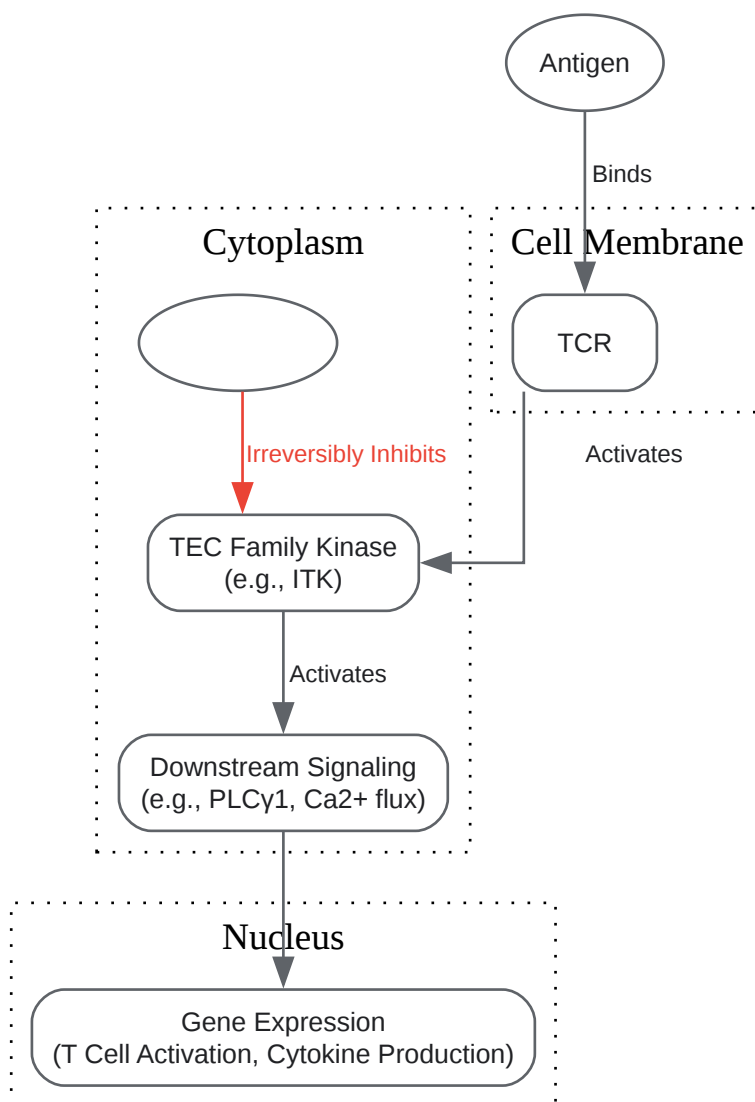 Antigen
Binds
Cytoplasm
Cell Membrane
TCR
Irreversibly Inhibits
Activates
TEC Family Kinase
(e.g., ITK)
Activates
Downstream Signaling
(e.g., PLCγ1, Ca2+ flux)
Nucleus
Gene Expression
(T Cell Activation, Cytokine Production)